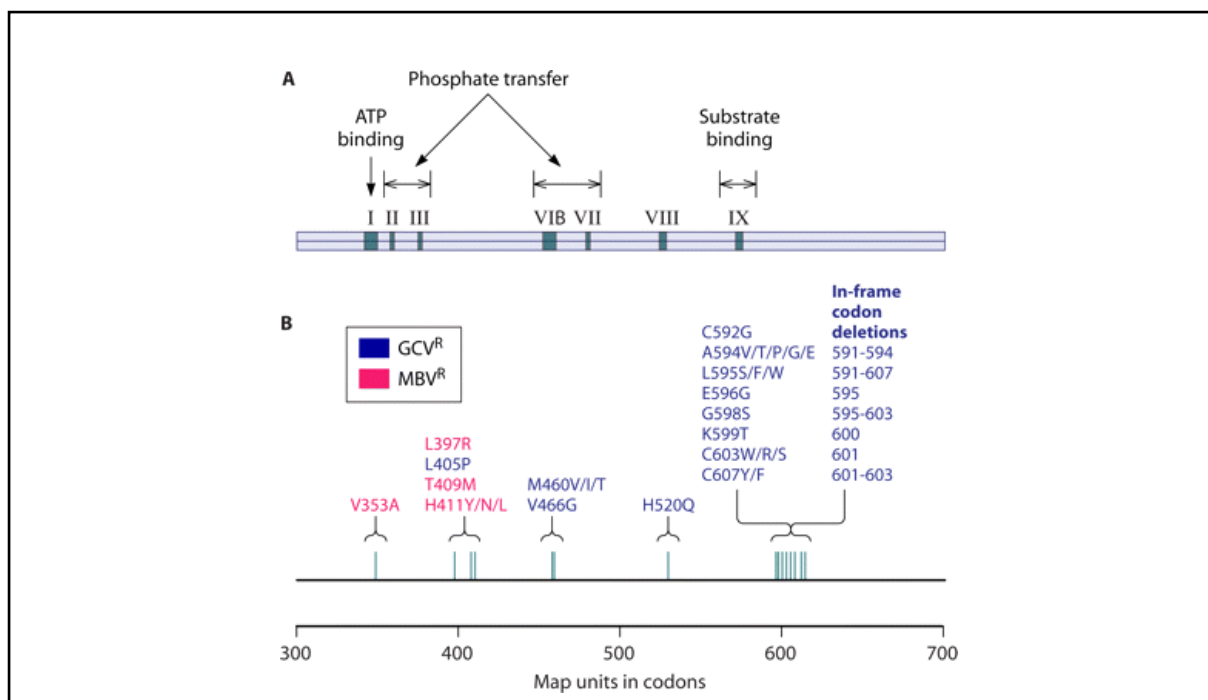 A
Phosphate transfer
ATP
binding
Substrate
binding
I II III VIB VII VIII IX
B
GCV^R
MBV^R
In-frame
codon
deletions
C592G
A594V/T/P/G/E 591-594
L595S/F/W 591-607
E596G 595
G598S 595-603
K599T 600
C603W/R/S 601
C607Y/F 601-603
L397R
L405P
T409M
H411Y/N/L
V353A
M460V/I/T
V466G
H520Q
300 400 500 600 700
Map units in codons